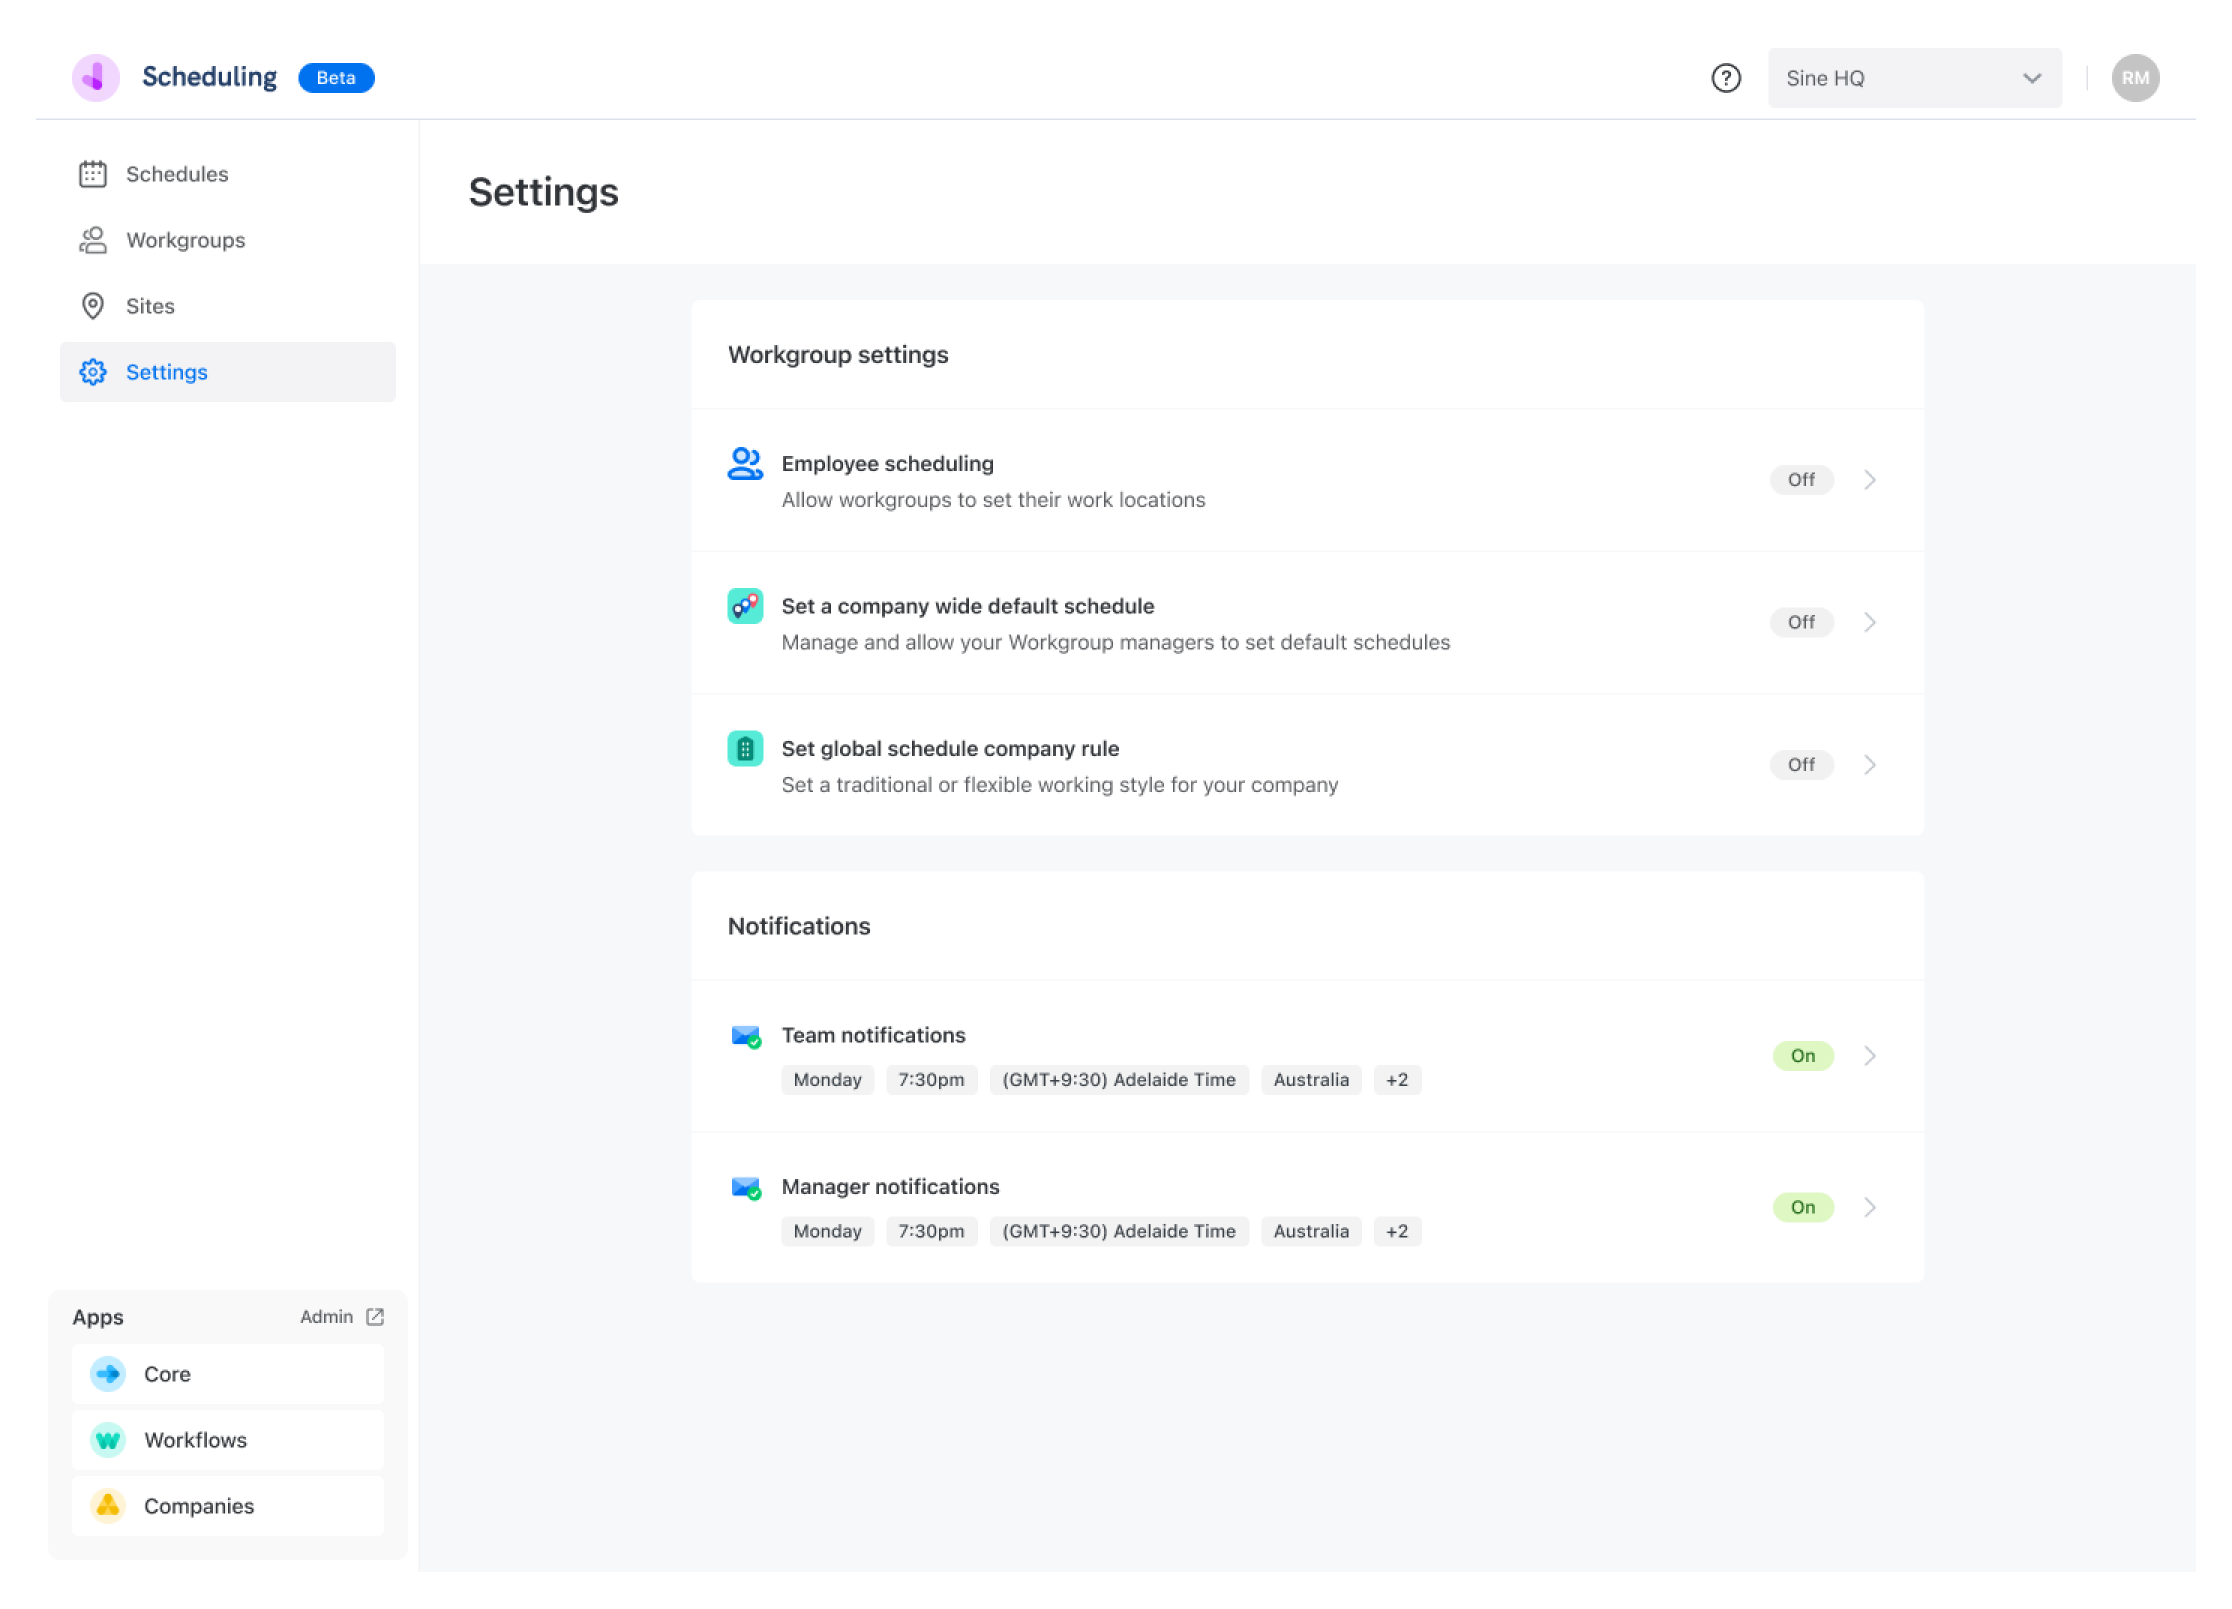 Scheduling Beta
Sine HQ
RM
Schedules
Workgroups
Sites
Settings
Settings
Workgroup settings
Employee scheduling
Allow workgroups to set their work locations
Off
Set a company wide default schedule
Manage and allow your Workgroup managers to set default schedules
Off
Set global schedule company rule
Set a traditional or flexible working style for your company
Off
Notifications
Team notifications
Monday 7:30pm (GMT+9:30) Adelaide Time Australia +2
On
Manager notifications
Monday 7:30pm (GMT+9:30) Adelaide Time Australia +2
On
Apps Admin
Core
Workflows
Companies